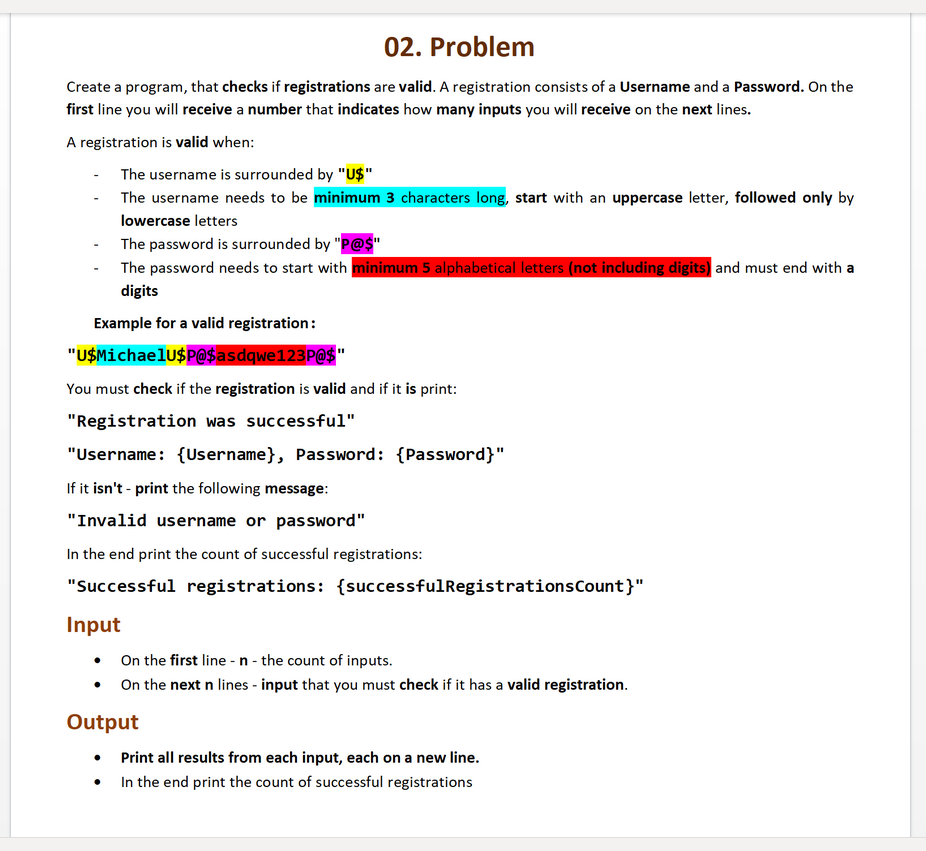 02. Problem
Create a program, that checks if registrations are valid. A registration consists of a Username and a Password. On the
first line you will receive a number that indicates how many inputs you will receive on the next lines.
A registration is valid when:
- The username is surrounded by "U$"
- The username needs to be minimum 3 characters long, start with an uppercase letter, followed only by
lowercase letters
- The password is surrounded by "P@$"
- The password needs to start with minimum 5 alphabetical letters (not including digits) and must end with a
digits
Example for a valid registration:
"U$MichaelU$P@$asdqwe123P@$"
You must check if the registration is valid and if it is print:
"Registration was successful"
"Username: {Username}, Password: {Password}"
If it isn't - print the following message:
"Invalid username or password"
In the end print the count of successful registrations:
"Successful registrations: {successfulRegistrationsCount}"
Input
• On the first line - n - the count of inputs.
• On the next n lines - input that you must check if it has a valid registration.
Output
• Print all results from each input, each on a new line.
• In the end print the count of successful registrations